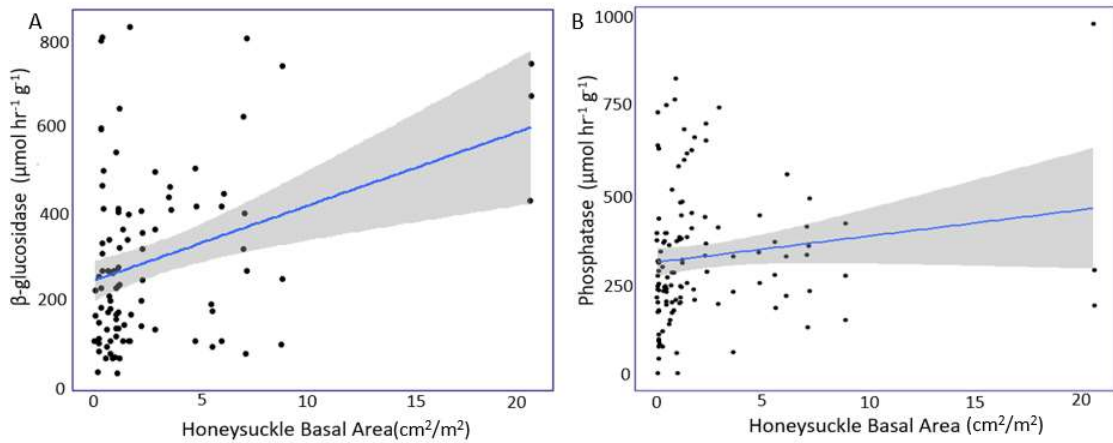 A
β-glucosidase (µmol hr⁻¹ g⁻¹)
800
600
400
200
0
0 5 10 15 20
Honeysuckle Basal Area(cm²/m²)
B
Phosphatase (µmol hr⁻¹ g⁻¹)
1000
750
500
250
0
0 5 10 15 20
Honeysuckle Basal Area (cm²/m²)